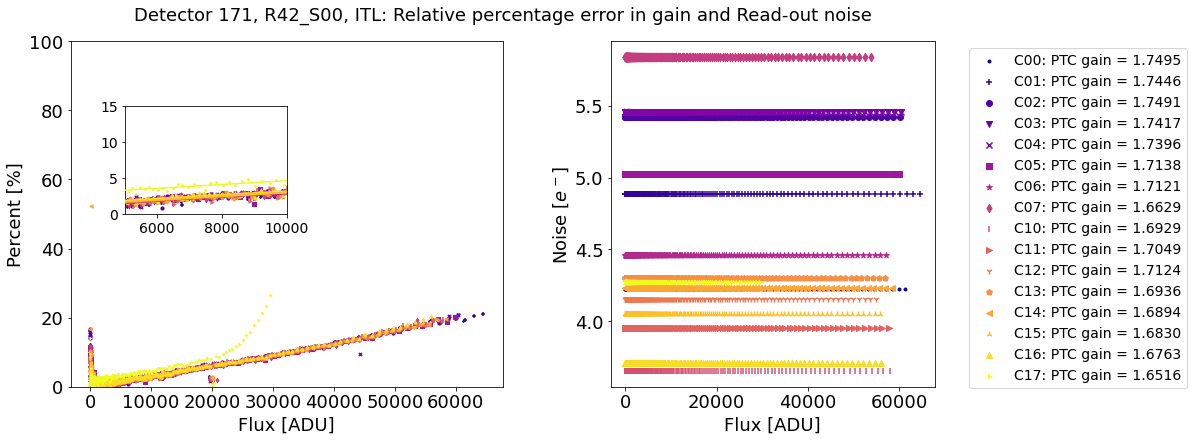 Detector 171, R42_S00, ITL: Relative percentage error in gain and Read-out noise
Percent [%]
100
80
60
40
20
0
15
10
5
0
6000 8000 10000
0 10000 20000 30000 40000 50000 60000
Flux [ADU]
Noise [e⁻]
5.5
5.0
4.5
4.0
0 20000 40000 60000
Flux [ADU]
C00: PTC gain = 1.7495
C01: PTC gain = 1.7446
C02: PTC gain = 1.7491
C03: PTC gain = 1.7417
C04: PTC gain = 1.7396
C05: PTC gain = 1.7138
C06: PTC gain = 1.7121
C07: PTC gain = 1.6629
C10: PTC gain = 1.6929
C11: PTC gain = 1.7049
C12: PTC gain = 1.7124
C13: PTC gain = 1.6936
C14: PTC gain = 1.6894
C15: PTC gain = 1.6830
C16: PTC gain = 1.6763
C17: PTC gain = 1.6516